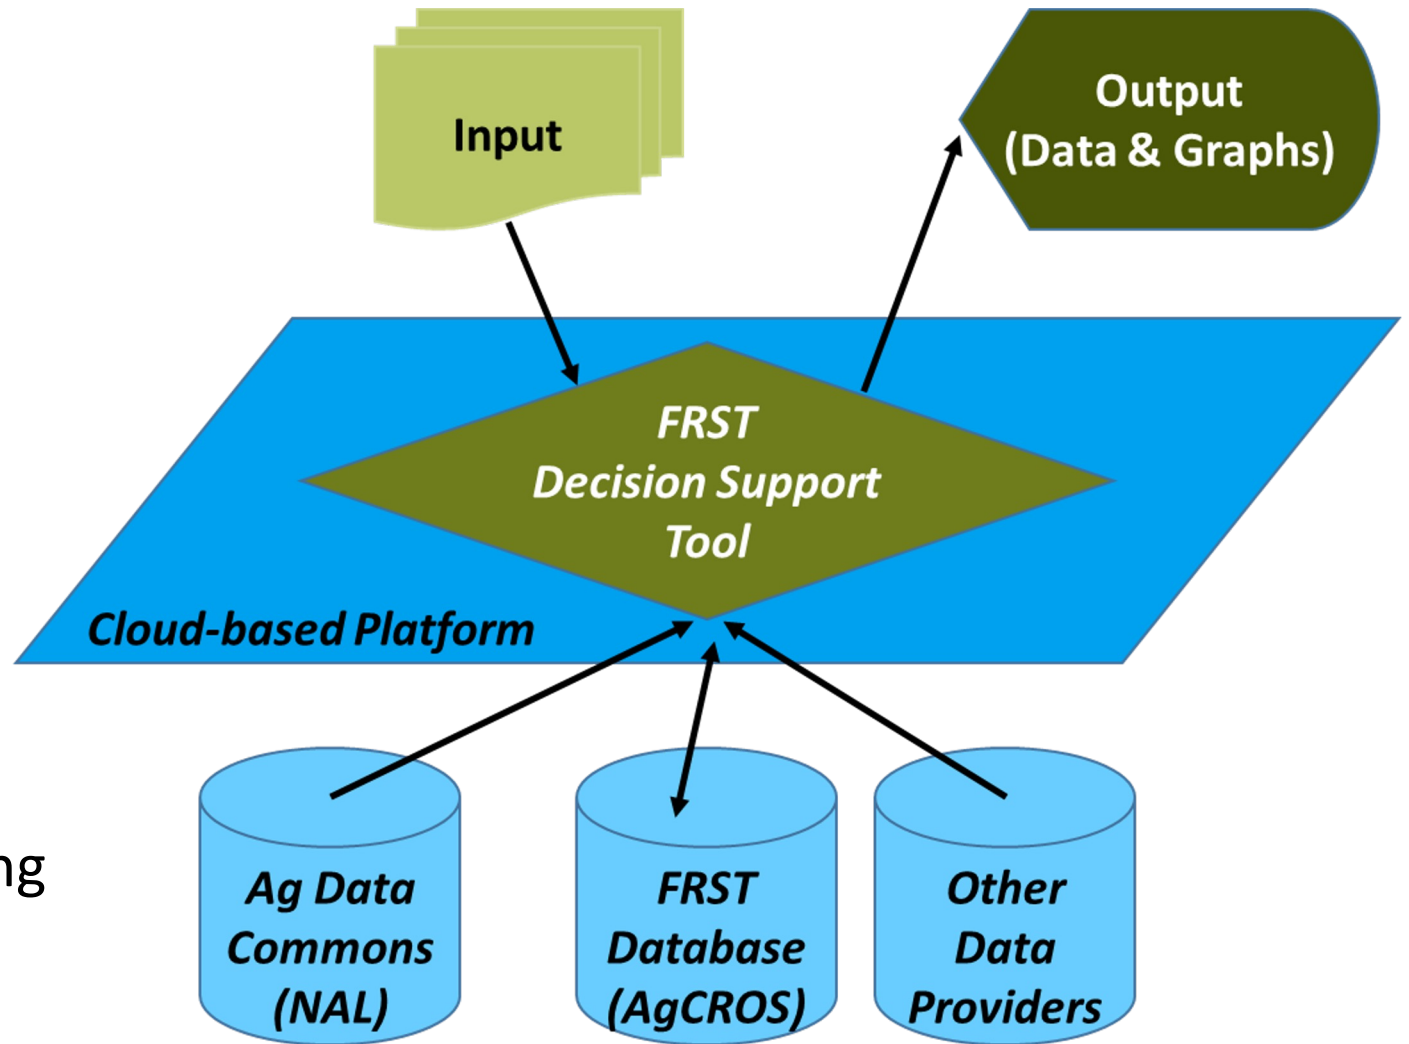 Input
Output
(Data & Graphs)
FRST
Decision Support
Tool
Cloud-based Platform
ng
Ag Data
Commons
(NAL)
FRST
Database
(AgCROS)
Other
Data
Providers